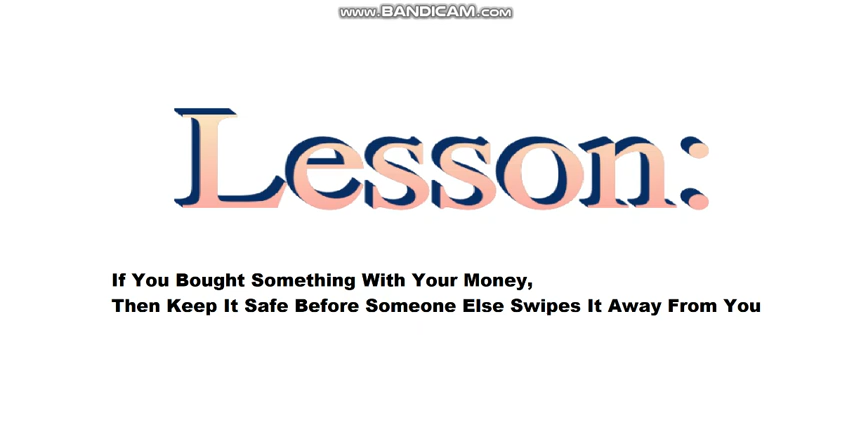 www.BANDICAM.com
Lesson:
If You Bought Something With Your Money,
Then Keep It Safe Before Someone Else Swipes It Away From You